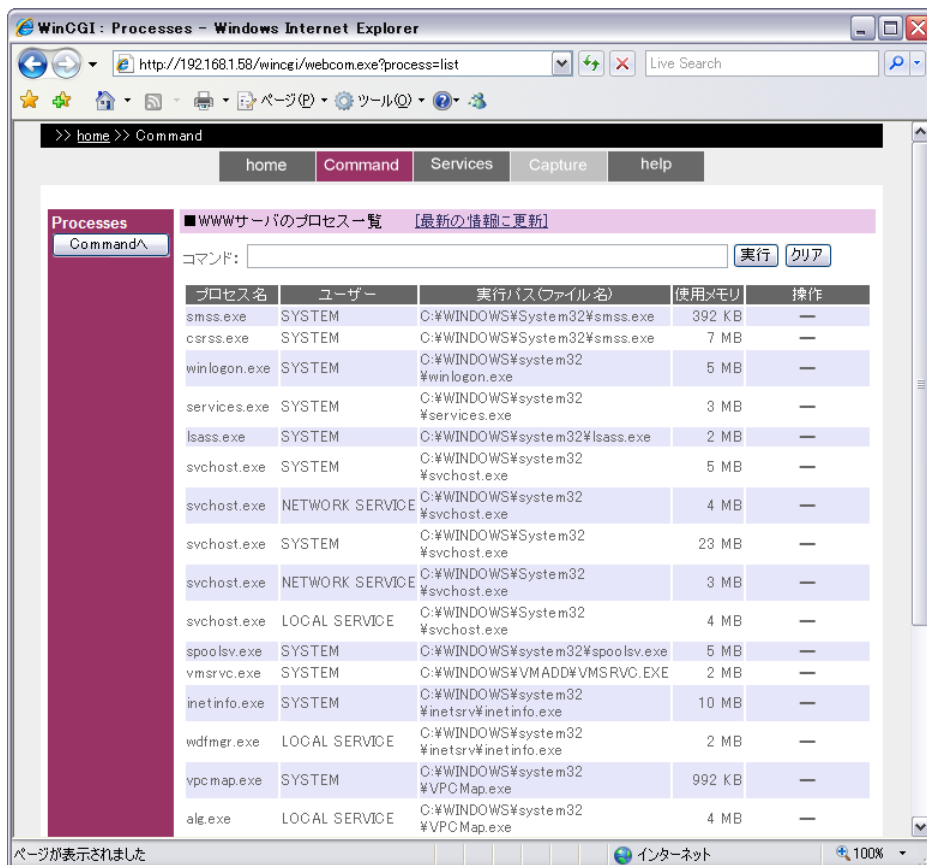 WinCGI : Processes - Windows Internet Explorer
http://192.168.1.58/wincgi/webcom.exe?process=list
Live Search
ページ(P)
ツール(O)
>> home >> Command
home Command Services Capture help
Processes
Commandへ
■WWWサーバのプロセス一覧 [最新の情報に更新]
コマンド: 実行 クリア
プロセス名 ユーザー 実行パス(ファイル名) 使用メモリ 操作
smss.exe SYSTEM C:¥WINDOWS¥System32¥smss.exe 392 KB —
csrss.exe SYSTEM C:¥WINDOWS¥System32¥smss.exe 7 MB —
winlogon.exe SYSTEM C:¥WINDOWS¥system32
¥winlogon.exe 5 MB —
services.exe SYSTEM C:¥WINDOWS¥system32
¥services.exe 3 MB —
lsass.exe SYSTEM C:¥WINDOWS¥system32¥lsass.exe 2 MB —
svchost.exe SYSTEM C:¥WINDOWS¥system32
¥svchost.exe 5 MB —
svchost.exe NETWORK SERVICE C:¥WINDOWS¥system32
¥svchost.exe 4 MB —
svchost.exe SYSTEM C:¥WINDOWS¥System32
¥svchost.exe 23 MB —
svchost.exe NETWORK SERVICE C:¥WINDOWS¥System32
¥svchost.exe 3 MB —
svchost.exe LOCAL SERVICE C:¥WINDOWS¥System32
¥svchost.exe 4 MB —
spoolsv.exe SYSTEM C:¥WINDOWS¥system32¥spoolsv.exe 5 MB —
vmsrvc.exe SYSTEM C:¥WINDOWS¥VMADD¥VMSRVC.EXE 2 MB —
inetinfo.exe SYSTEM C:¥WINDOWS¥system32
¥inetsrv¥inetinfo.exe 10 MB —
wdfmgr.exe LOCAL SERVICE C:¥WINDOWS¥system32
¥inetsrv¥inetinfo.exe 2 MB —
vpcmap.exe SYSTEM C:¥WINDOWS¥system32
¥VPCMap.exe 992 KB —
alg.exe LOCAL SERVICE C:¥WINDOWS¥system32
¥VPCMap.exe 4 MB —
ページが表示されました
インターネット
100%